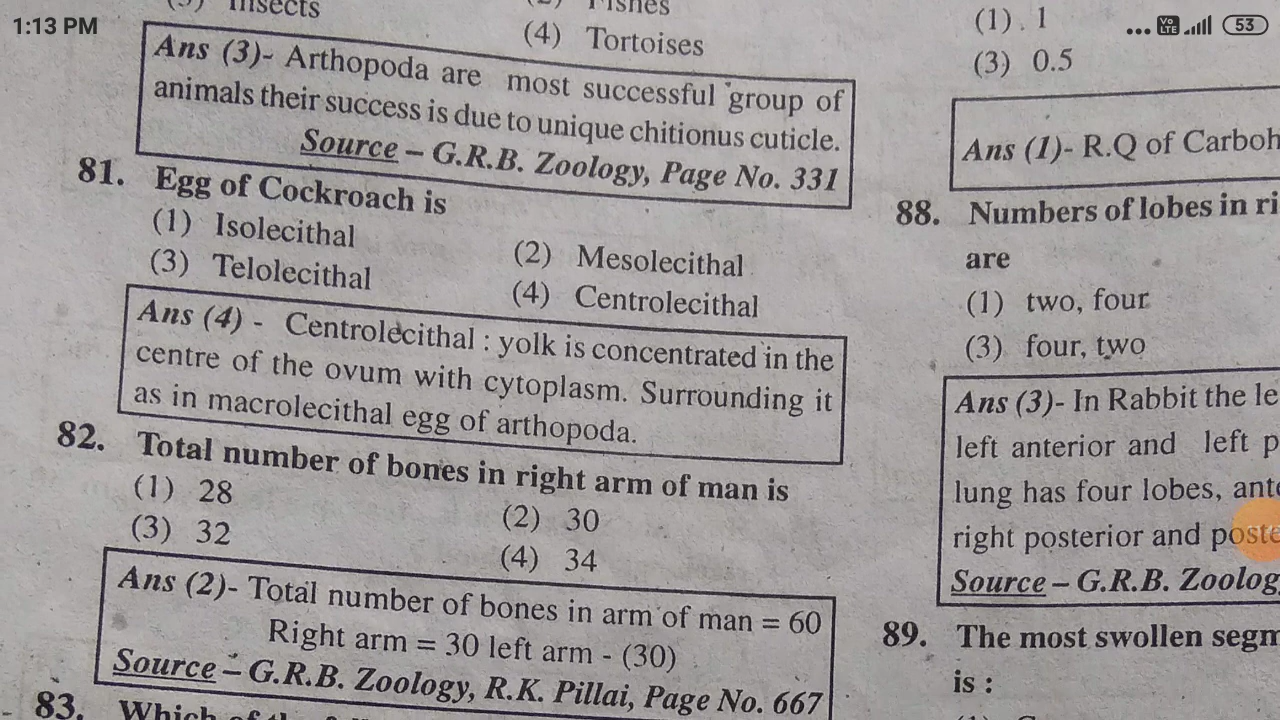 1:13 PM
53
(3) Insects
Fishes
(4) Tortoises
Ans (3)- Arthopoda are most successful group of
animals their success is due to unique chitionus cuticle.
Source – G.R.B. Zoology, Page No. 331
81. Egg of Cockroach is
(1) Isolecithal
(2) Mesolecithal
(3) Telolecithal
(4) Centrolecithal
Ans (4) - Centrolecithal : yolk is concentrated in the
centre of the ovum with cytoplasm. Surrounding it
as in macrolecithal egg of arthopoda.
82. Total number of bones in right arm of man is
(1) 28
(2) 30
(3) 32
(4) 34
Ans (2)- Total number of bones in arm of man = 60
Right arm = 30 left arm - (30)
Source – G.R.B. Zoology, R.K. Pillai, Page No. 667
83. Which of the
(1) 1
(3) 0.5
Ans (1)- R.Q of Carboh
88. Numbers of lobes in ri
are
(1) two, four
(3) four, two
Ans (3)- In Rabbit the le
left anterior and left p
lung has four lobes, ante
right posterior and poste
Source – G.R.B. Zoolog
89. The most swollen segm
is :